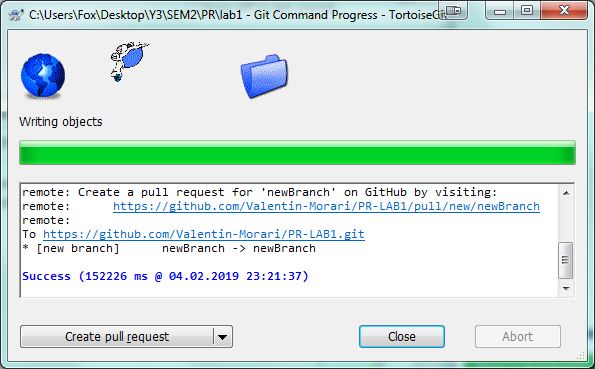 C:\Users\Fox\Desktop\Y3\SEM2\PR\lab1 - Git Command Progress - TortoiseGit
Writing objects
remote: Create a pull request for 'newBranch' on GitHub by visiting:
remote:      https://github.com/Valentin-Morari/PR-LAB1/pull/new/newBranch
remote:
To https://github.com/Valentin-Morari/PR-LAB1.git
* [new branch]      newBranch -> newBranch
Success (152226 ms @ 04.02.2019 23:21:37)
Create pull request
Close
Abort